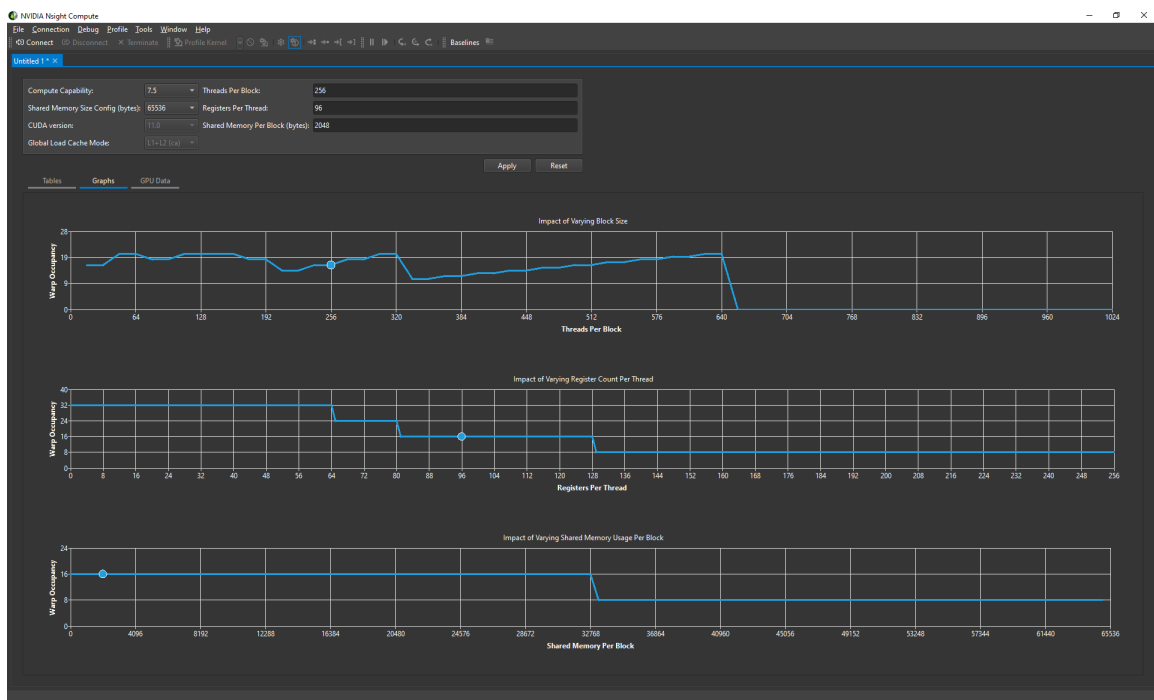 NVIDIA Nsight Compute
File Connection Debug Profile Tools Window Help
Connect Disconnect Terminate Profile Kernel Baselines
Untitled 1 *
Compute Capability: 7.5 Threads Per Block: 256
Shared Memory Size Config (bytes): 65536 Registers Per Thread: 96
CUDA version: 11.0 Shared Memory Per Block (bytes): 2048
Global Load Cache Mode: L1+L2 (ca)
Apply Reset
Tables Graphs GPU Data
Impact of Varying Block Size
Warp Occupancy
28
19
9
0
0 64 128 192 256 320 384 448 512 576 640 704 768 832 896 960 1024
Threads Per Block
Impact of Varying Register Count Per Thread
Warp Occupancy
40
32
24
16
8
0
0 8 16 24 32 40 48 56 64 72 80 88 96 104 112 120 128 136 144 152 160 168 176 184 192 200 208 216 224 232 240 248 256
Registers Per Thread
Impact of Varying Shared Memory Usage Per Block
Warp Occupancy
24
16
8
0
0 4096 8192 12288 16384 20480 24576 28672 32768 36864 40960 45056 49152 53248 57344 61440 65536
Shared Memory Per Block